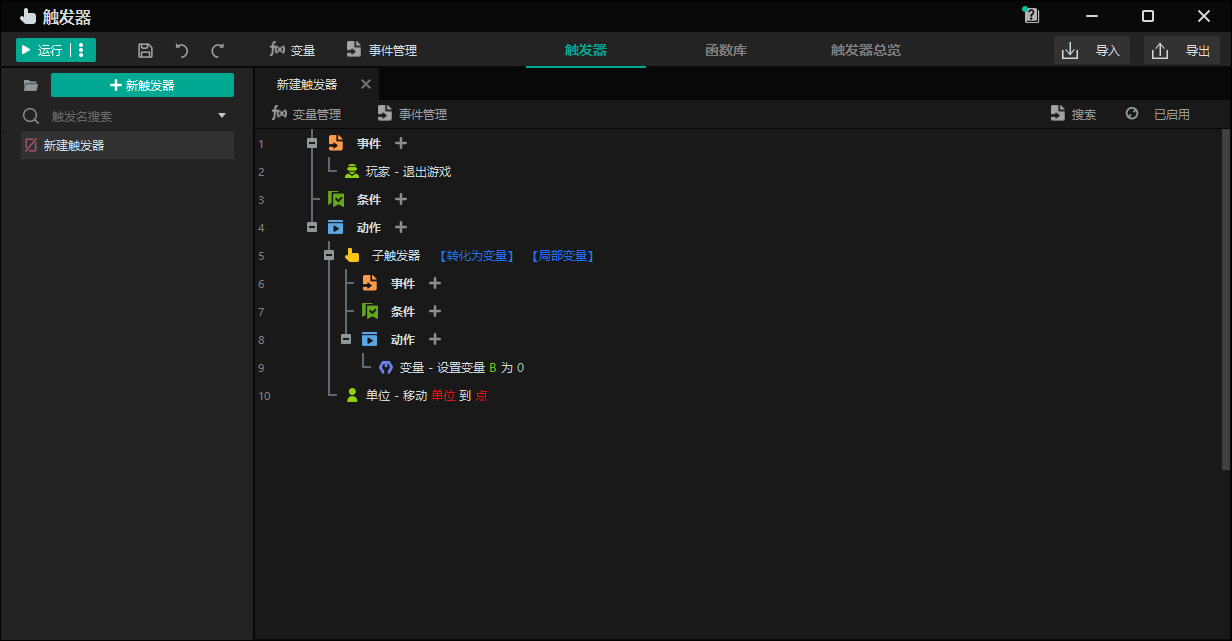 触发器
运行 变量 事件管理 触发器 函数库 触发器总览 导入 导出
新触发器 新建触发器
触发名搜索 变量管理 事件管理 搜索 已启用
新建触发器
1 事件
2 玩家 - 退出游戏
3 条件
4 动作
5 子触发器 【转化为变量】 【局部变量】
6 事件
7 条件
8 动作
9 变量 - 设置变量 B 为 0
10 单位 - 移动 单位 到 点